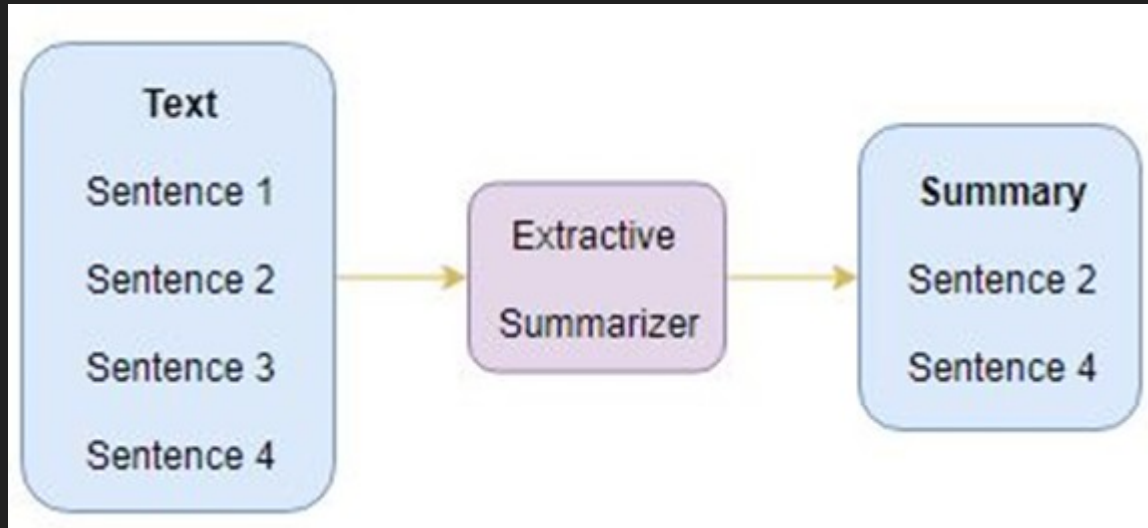 Text
Sentence 1
Sentence 2
Sentence 3
Sentence 4
Extractive
Summarizer
Summary
Sentence 2
Sentence 4